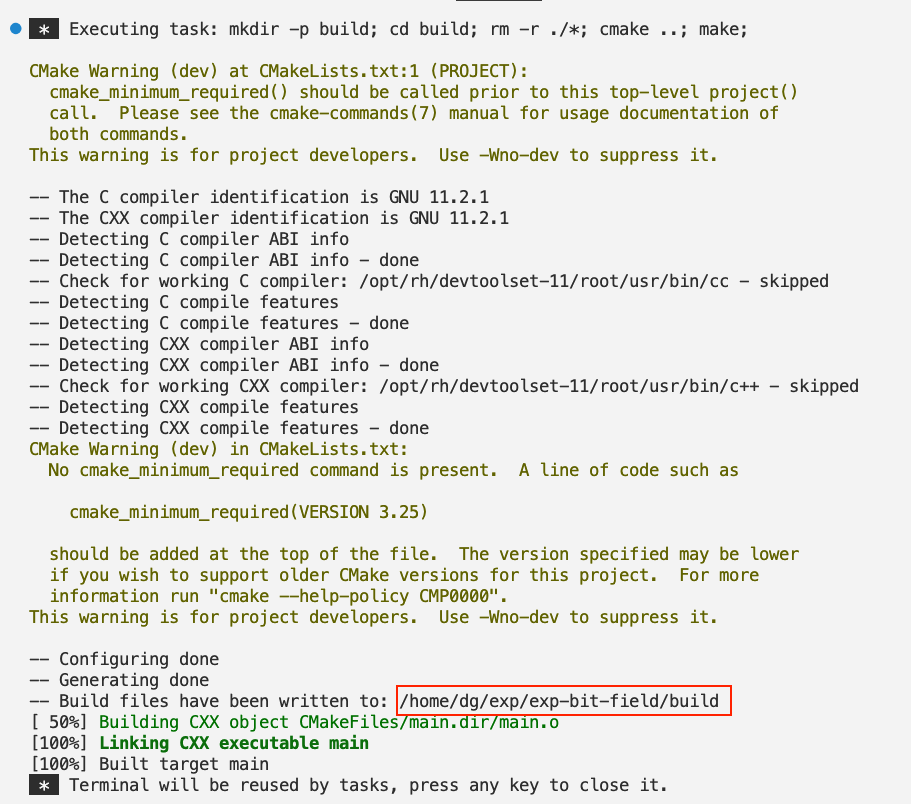 * Executing task: mkdir -p build; cd build; rm -r ./*; cmake ..; make;
CMake Warning (dev) at CMakeLists.txt:1 (PROJECT):
cmake_minimum_required() should be called prior to this top-level project()
call.  Please see the cmake-commands(7) manual for usage documentation of
both commands.
This warning is for project developers.  Use -Wno-dev to suppress it.
-- The C compiler identification is GNU 11.2.1
-- The CXX compiler identification is GNU 11.2.1
-- Detecting C compiler ABI info
-- Detecting C compiler ABI info - done
-- Check for working C compiler: /opt/rh/devtoolset-11/root/usr/bin/cc - skipped
-- Detecting C compile features
-- Detecting C compile features - done
-- Detecting CXX compiler ABI info
-- Detecting CXX compiler ABI info - done
-- Check for working CXX compiler: /opt/rh/devtoolset-11/root/usr/bin/c++ - skipped
-- Detecting CXX compile features
-- Detecting CXX compile features - done
CMake Warning (dev) in CMakeLists.txt:
No cmake_minimum_required command is present.  A line of code such as
cmake_minimum_required(VERSION 3.25)
should be added at the top of the file.  The version specified may be lower
if you wish to support older CMake versions for this project.  For more
information run "cmake --help-policy CMP0000".
This warning is for project developers.  Use -Wno-dev to suppress it.
-- Configuring done
-- Generating done
-- Build files have been written to: /home/dg/exp/exp-bit-field/build
[ 50%] Building CXX object CMakeFiles/main.dir/main.o
[100%] Linking CXX executable main
[100%] Built target main
* Terminal will be reused by tasks, press any key to close it.